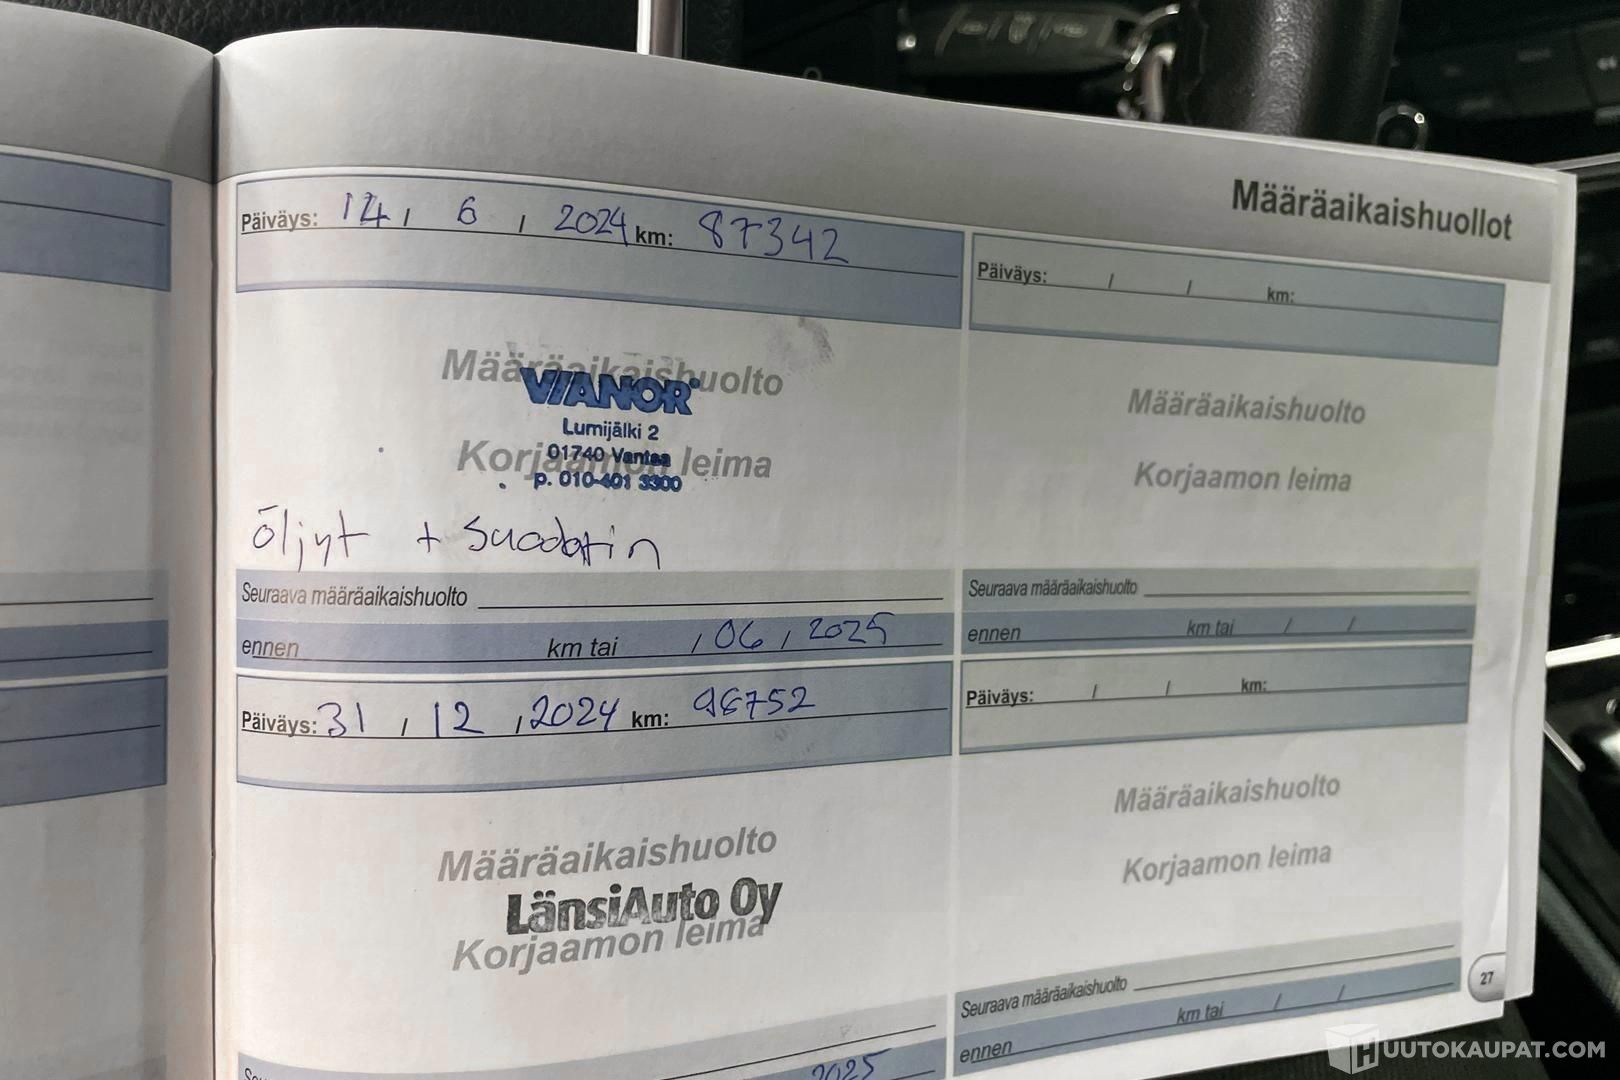 Määräaikaishuollot
Päiväys: 14 / 6 / 2024 km: 87342
Määräaikaishuolto
VIANOR
Lumijälki 2
01740 Vantaa
Korjaamon leima
p. 010-401 3300
öljyt + suodatin
Seuraava määräaikaishuolto
ennen km tai / 06 / 2025
Päiväys: 31 / 12 / 2024 km: 98752
Määräaikaishuolto
LänsiAuto Oy
Korjaamon leima
2025
Päiväys: / / km:
Määräaikaishuolto
Korjaamon leima
Seuraava määräaikaishuolto
ennen km tai / /
Päiväys: / / km:
Määräaikaishuolto
Korjaamon leima
Seuraava määräaikaishuolto
ennen km tai / /
27
HUUTOKAUPAT.COM